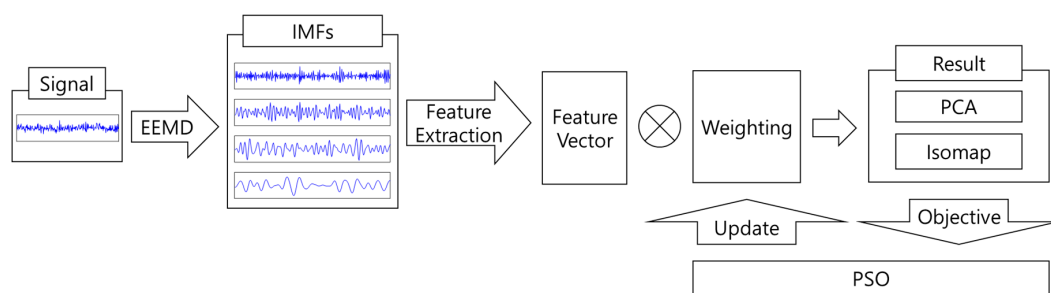 Signal
EEMD
IMFs
Feature
Extraction
Feature
Vector
Weighting
Result
PCA
Isomap
Update
Objective
PSO